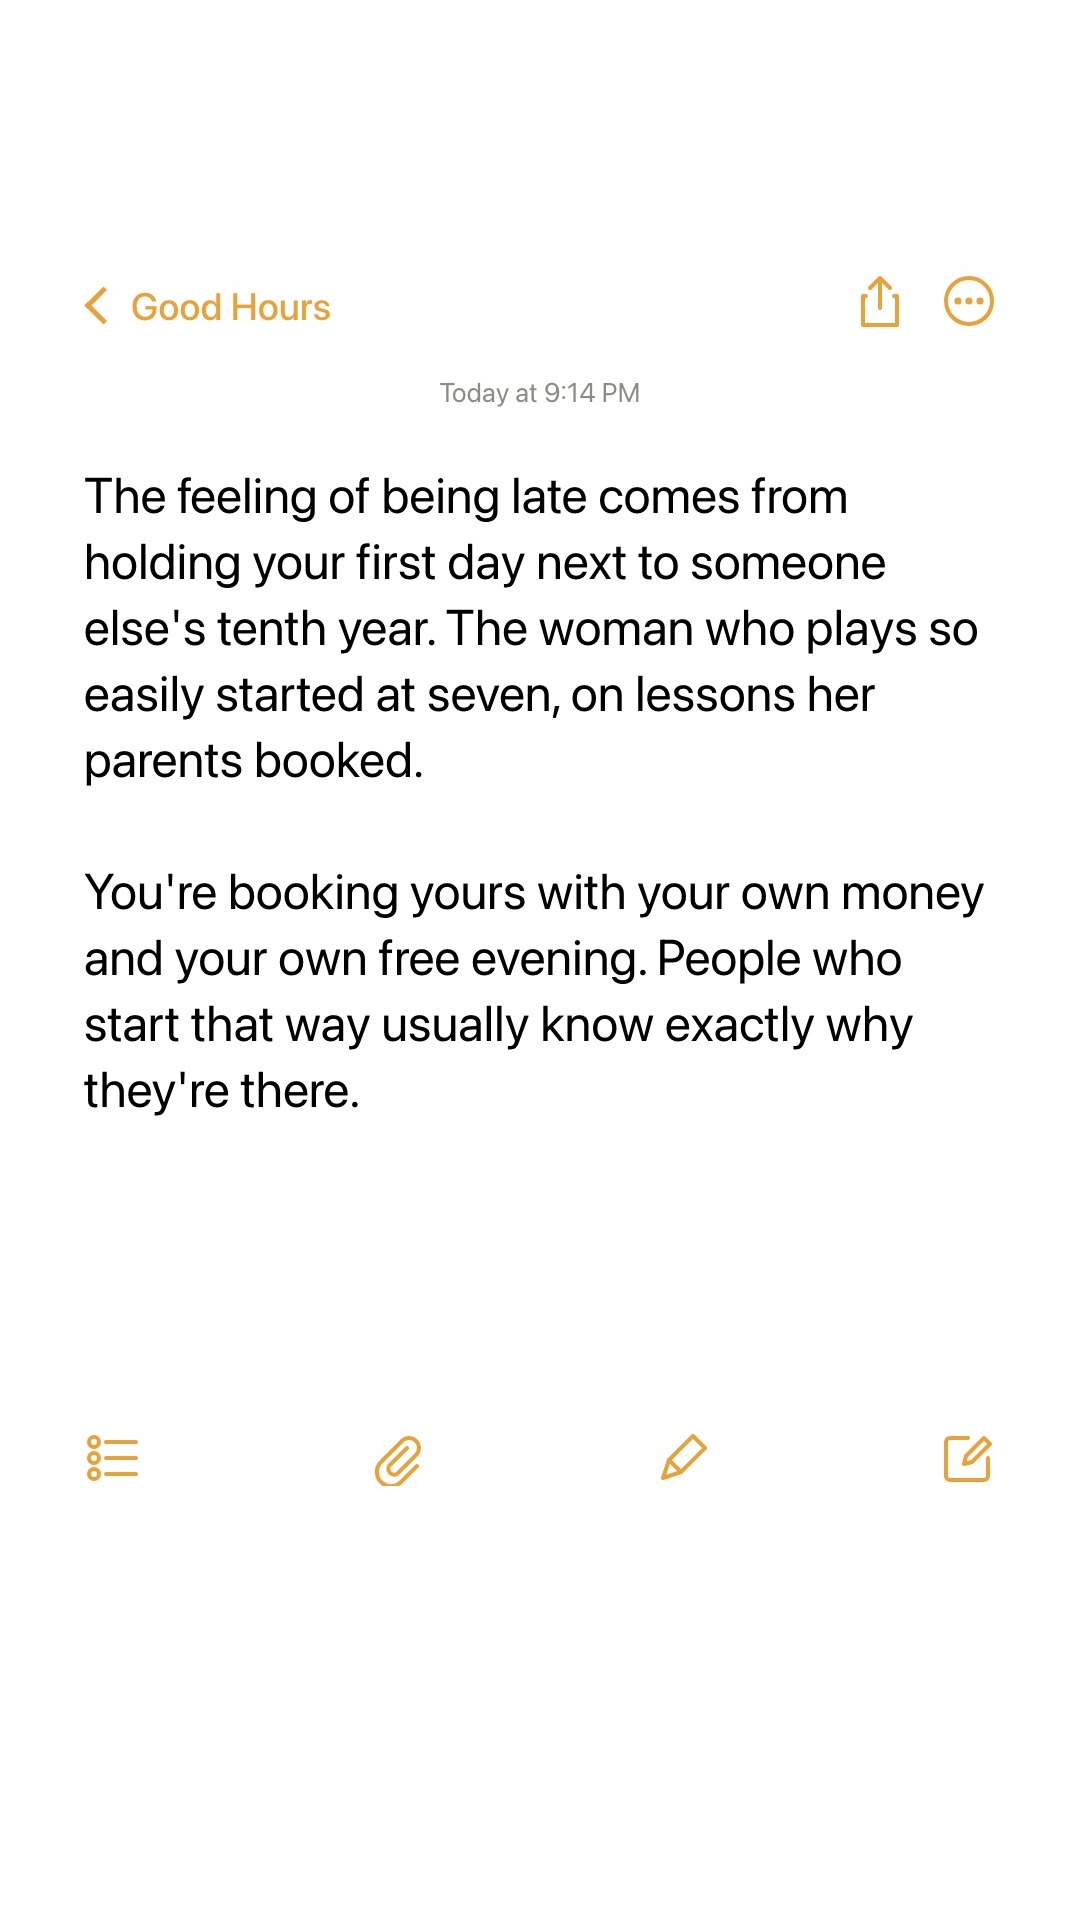 Good Hours
Today at 9:14 PM
The feeling of being late comes from
holding your first day next to someone
else's tenth year. The woman who plays so
easily started at seven, on lessons her
parents booked.
You're booking yours with your own money
and your own free evening. People who
start that way usually know exactly why
they're there.